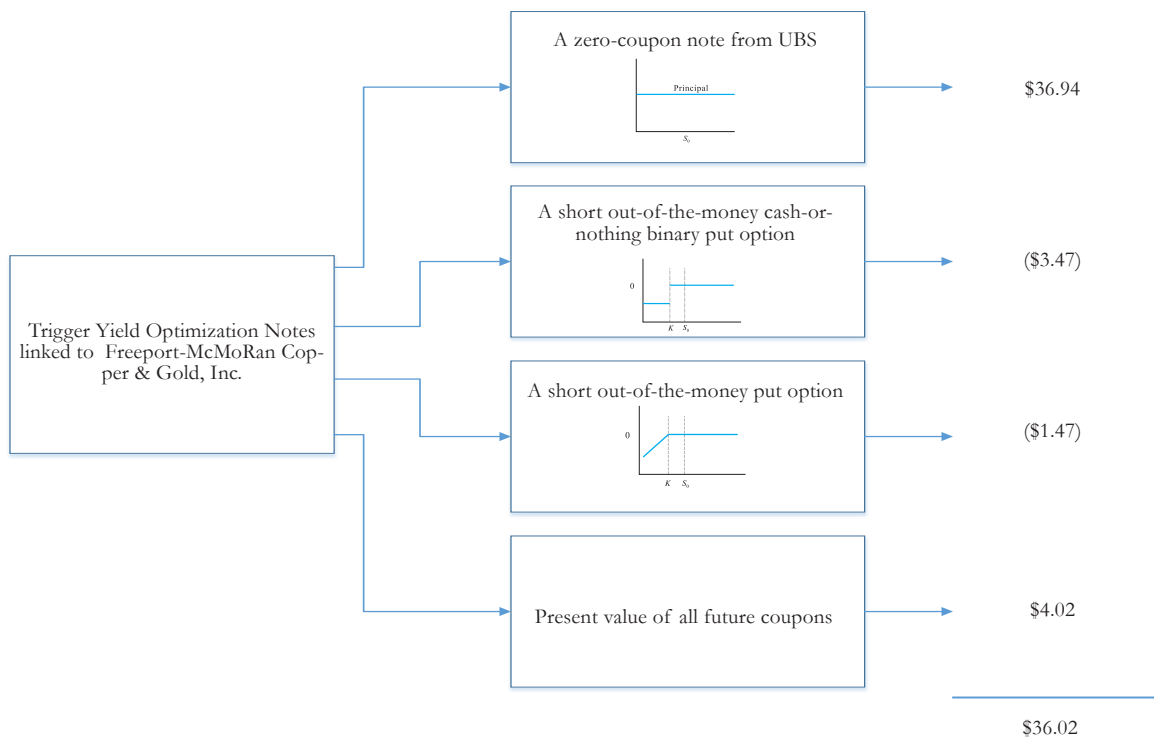 A zero-coupon note from UBS
Principal
S0
$36.94
A short out-of-the-money cash-or-
nothing binary put option
0
K S0
($3.47)
Trigger Yield Optimization Notes
linked to Freeport-McMoRan Cop-
per & Gold, Inc.
A short out-of-the-money put option
0
K S0
($1.47)
Present value of all future coupons
$4.02
$36.02